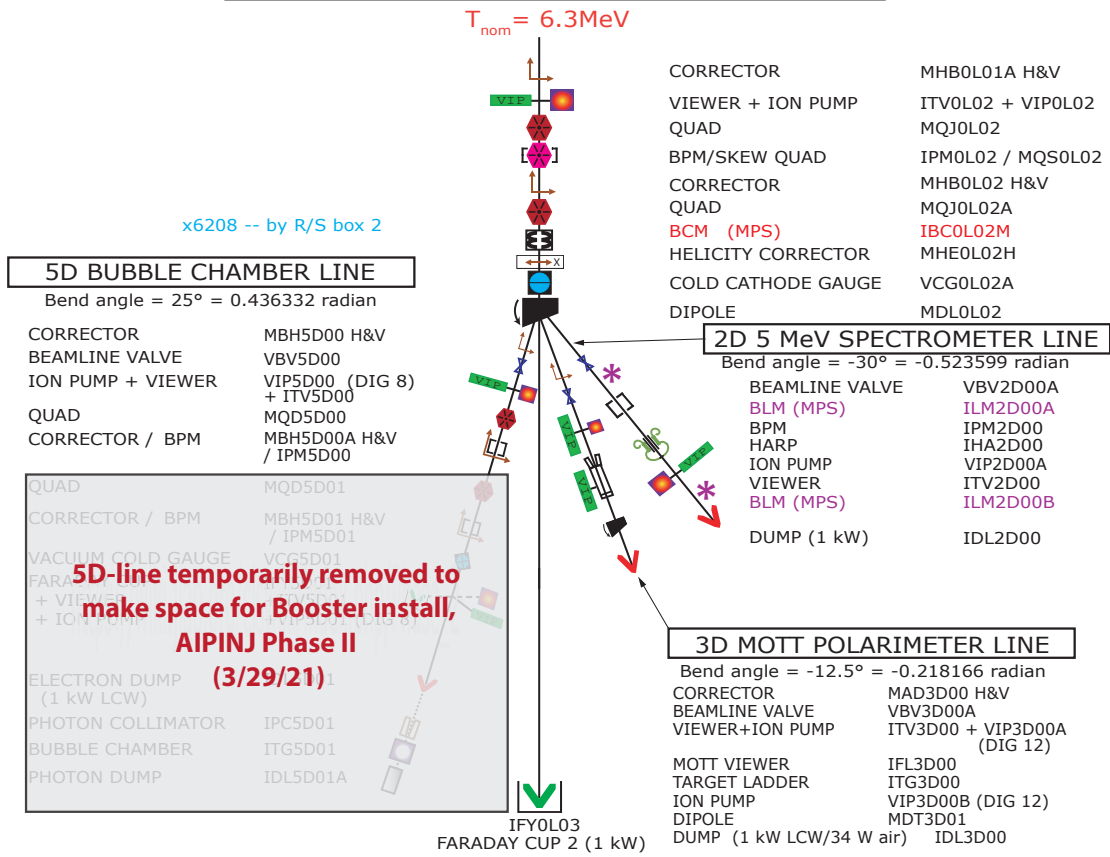 T_nom = 6.3MeV
VIP
CORRECTOR MHB0L01A H&V
VIEWER + ION PUMP ITV0L02 + VIP0L02
QUAD MQJ0L02
BPM/SKEW QUAD IPM0L02 / MQS0L02
CORRECTOR MHB0L02 H&V
QUAD MQJ0L02A
BCM (MPS) IBC0L02M
HELICITY CORRECTOR MHE0L02H
COLD CATHODE GAUGE VCG0L02A
DIPOLE MDL0L02
X
x6208 -- by R/S box 2
5D BUBBLE CHAMBER LINE
Bend angle = 25° = 0.436332 radian
CORRECTOR MBH5D00 H&V
BEAMLINE VALVE VBV5D00
ION PUMP + VIEWER VIP5D00 (DIG 8)
+ ITV5D00
QUAD MQD5D00
CORRECTOR / BPM MBH5D00A H&V
/ IPM5D00
QUAD MQD5D01
CORRECTOR / BPM MBH5D01 H&V
/ IPM5D01
VACUUM COLD GAUGE VCG5D01
+ VIEWER
+ VIP5D01 (DIG 8)
5D-line temporarily removed to
make space for Booster install,
AIPINJ Phase II
(3/29/21)
ELECTRON DUMP
(1 kW LCW)
PHOTON COLLIMATOR IPC5D01
BUBBLE CHAMBER ITG5D01
PHOTON DUMP IDL5D01A
VIP
VIP
VIP
VIP
*
*
2D 5 MeV SPECTROMETER LINE
Bend angle = -30° = -0.523599 radian
BEAMLINE VALVE VBV2D00A
BLM (MPS) ILM2D00A
BPM IPM2D00
HARP IHA2D00
ION PUMP VIP2D00A
VIEWER ITV2D00
BLM (MPS) ILM2D00B
DUMP (1 kW) IDL2D00
3D MOTT POLARIMETER LINE
Bend angle = -12.5° = -0.218166 radian
CORRECTOR MAD3D00 H&V
BEAMLINE VALVE VBV3D00A
VIEWER+ION PUMP ITV3D00 + VIP3D00A
(DIG 12)
MOTT VIEWER IFL3D00
TARGET LADDER ITG3D00
ION PUMP VIP3D00B (DIG 12)
DIPOLE MDT3D01
DUMP (1 kW LCW/34 W air) IDL3D00
IFY0L03
FARADAY CUP 2 (1 kW)